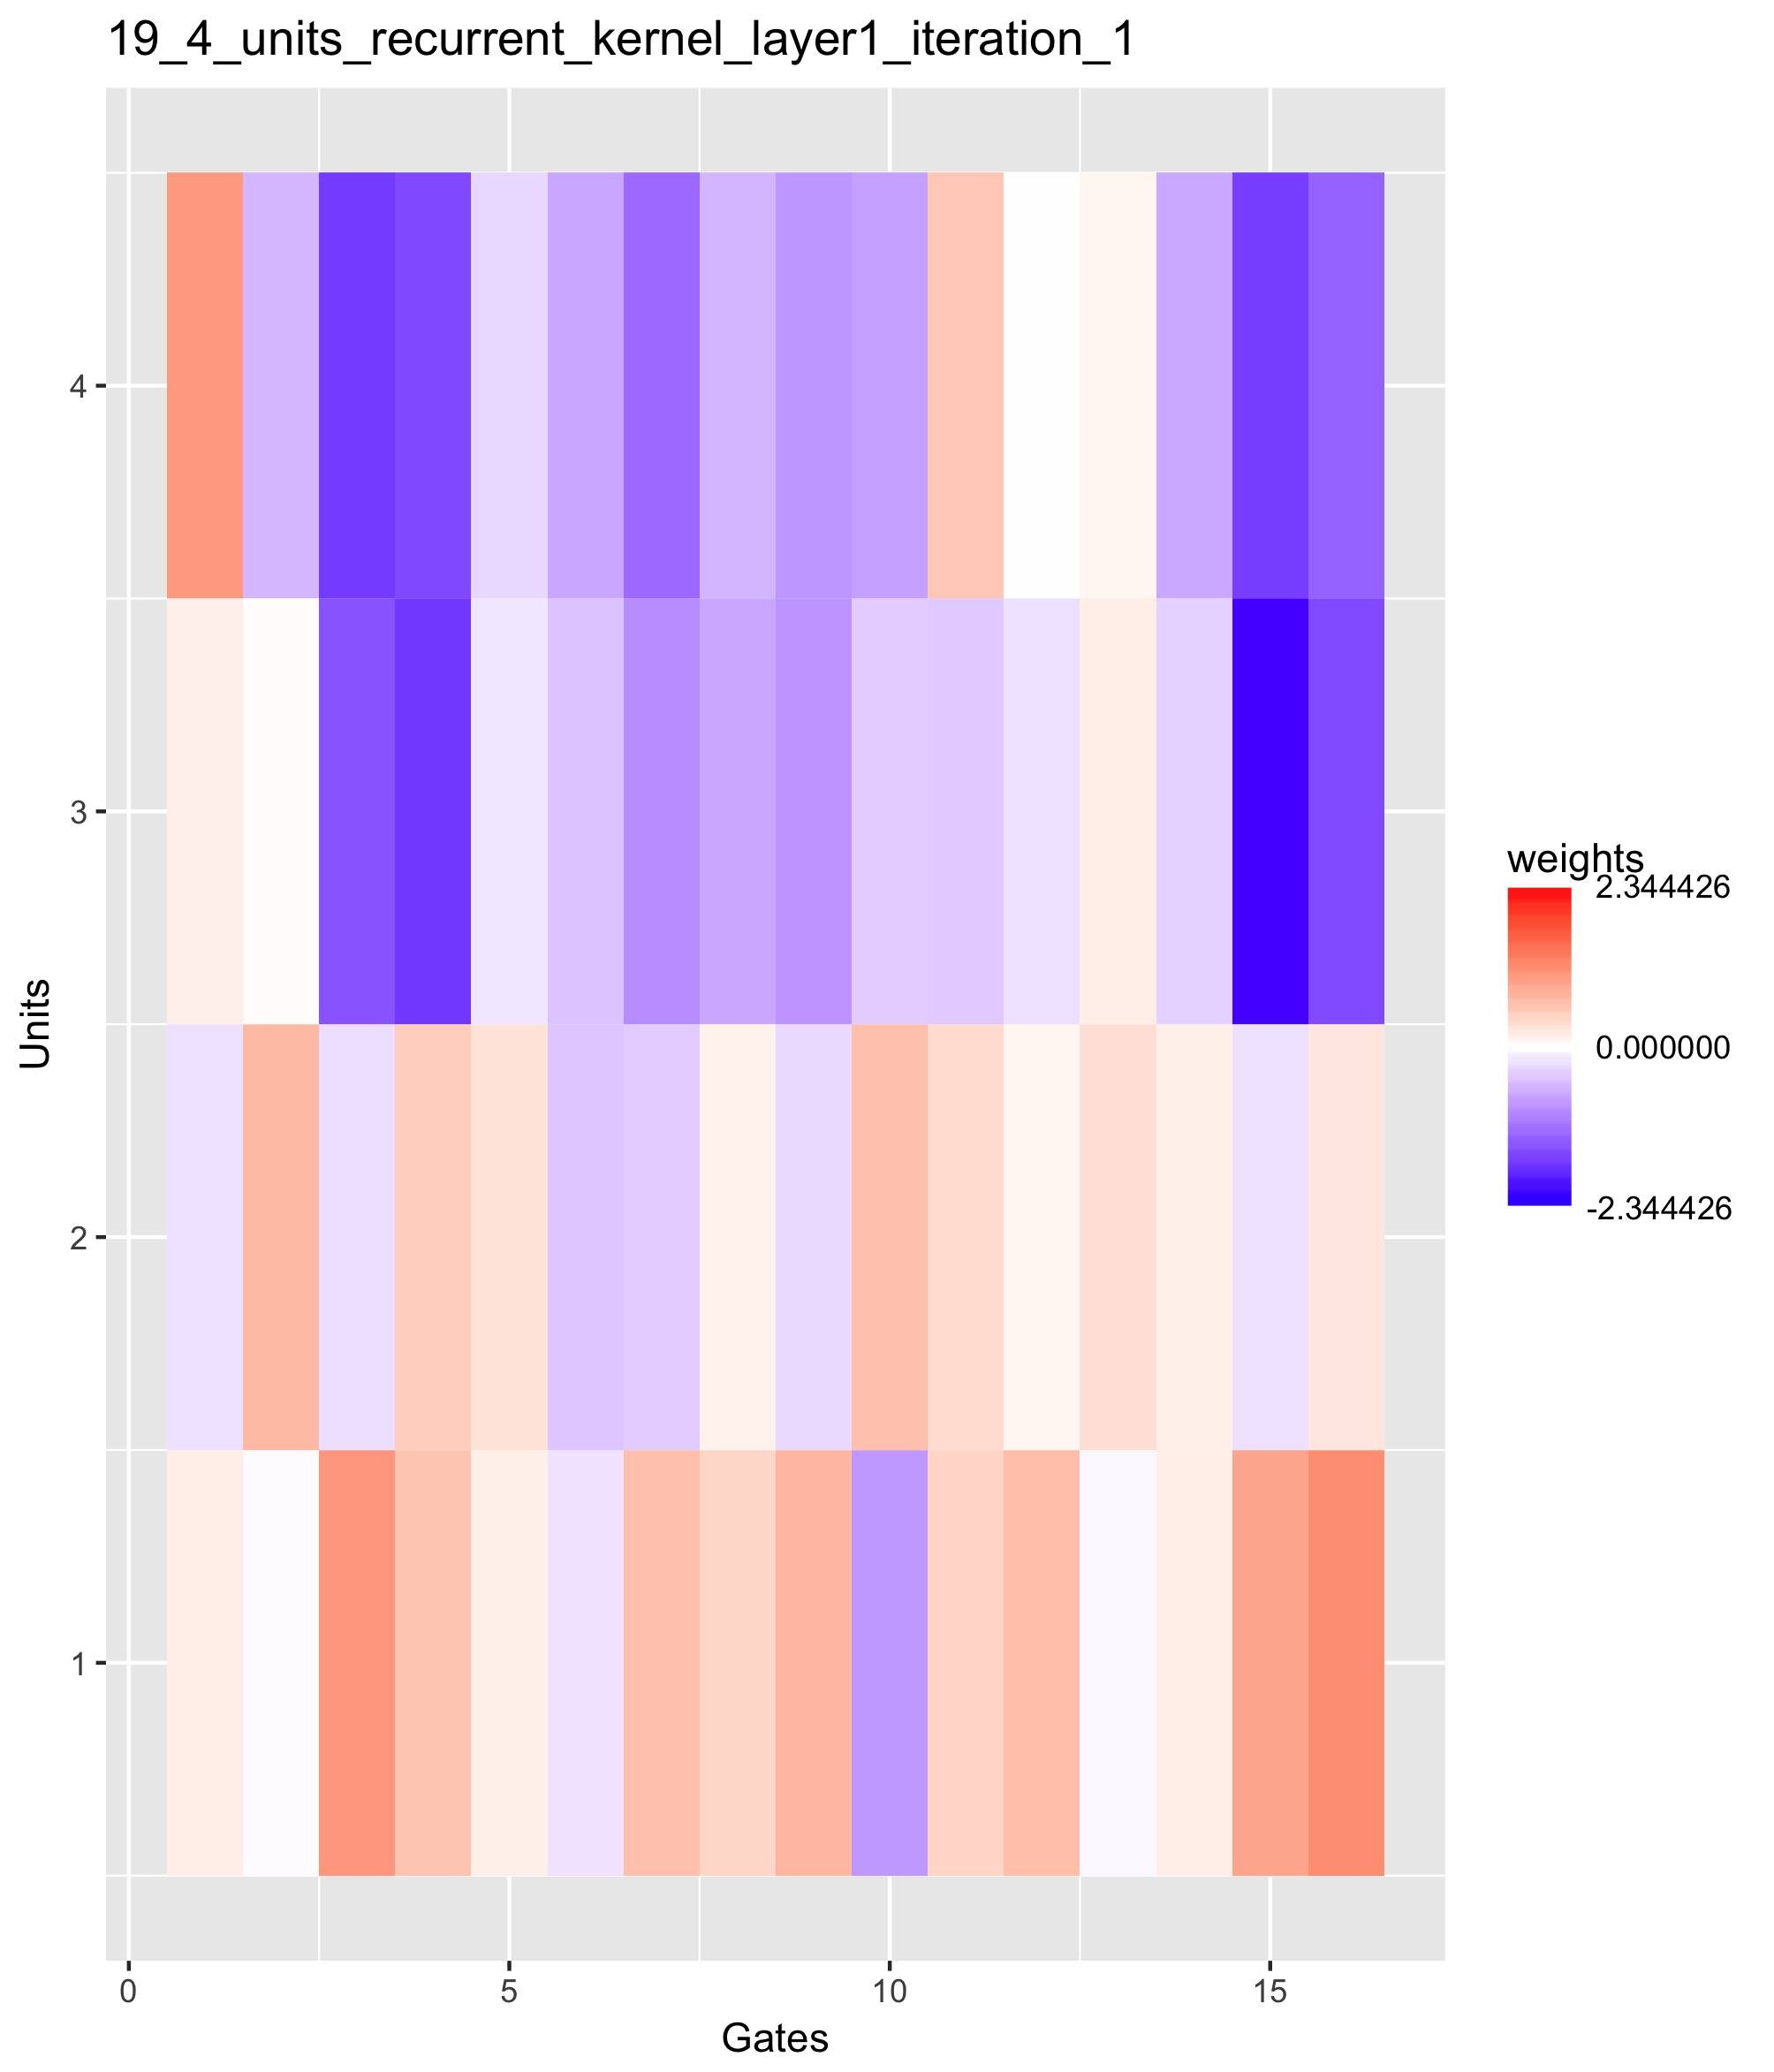 19_4_units_recurrent_kernel_layer1_iteration_1
4
3
2
1
Units
0 5 10 15
Gates
weights
2.344426
0.000000
-2.344426